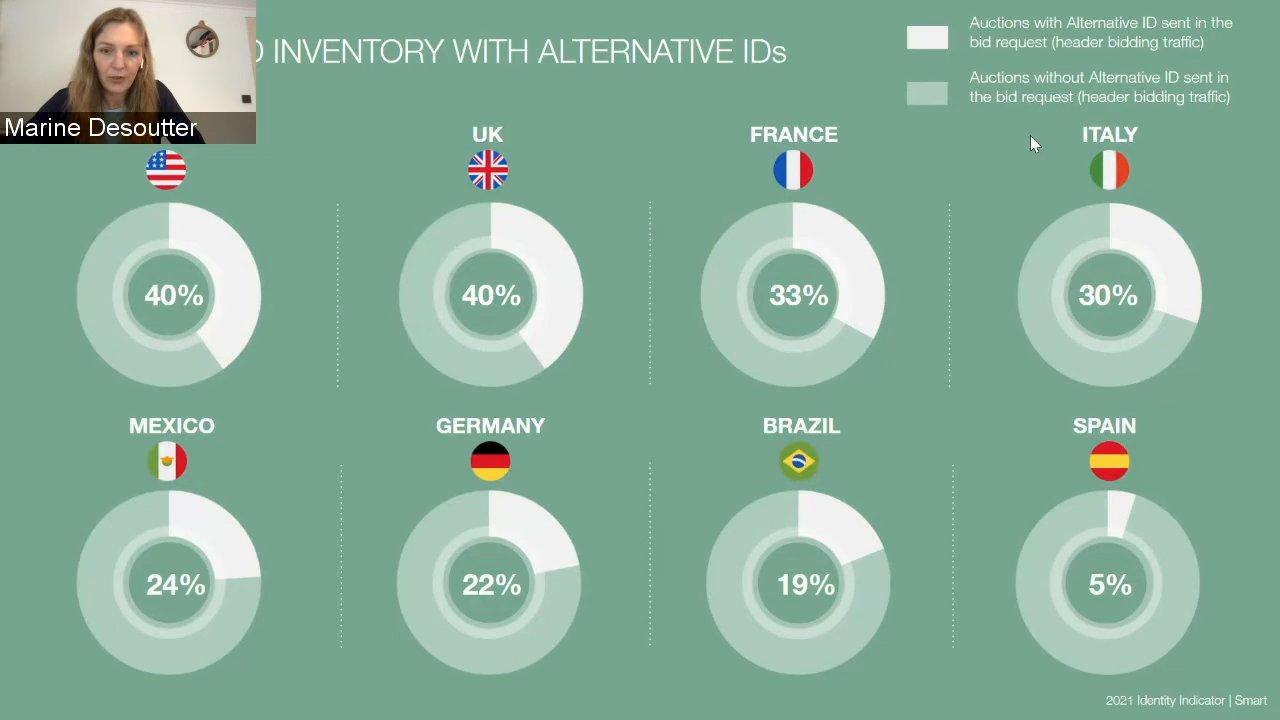 INVENTORY WITH ALTERNATIVE IDs
Auctions with Alternative ID sent in the
bid request (header bidding traffic)
Auctions without Alternative ID sent in
the bid request (header bidding traffic)
Marine Desoutter
UK
FRANCE
ITALY
40%
40%
33%
30%
MEXICO
GERMANY
BRAZIL
SPAIN
24%
22%
19%
5%
2021 Identity Indicator | Smart